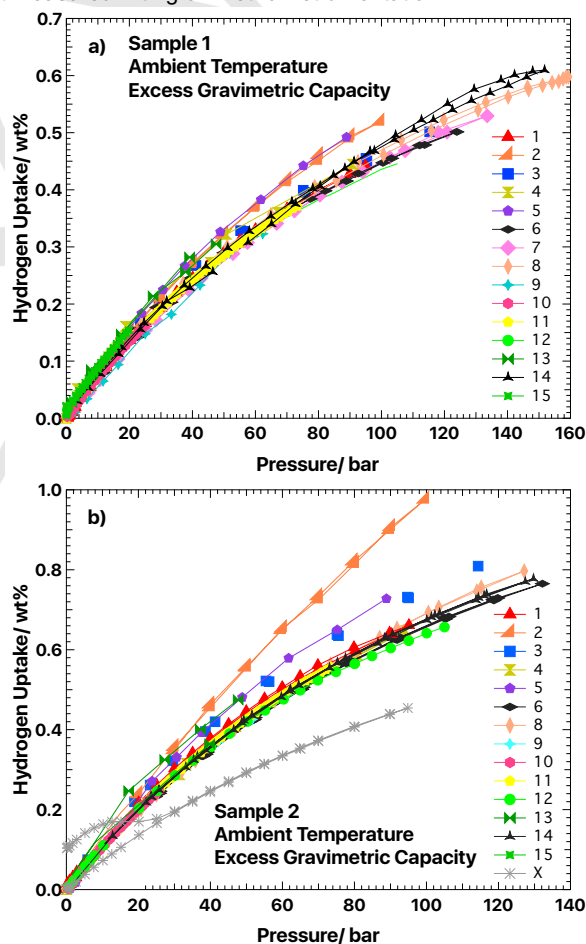 a)
Sample 1
Ambient Temperature
Excess Gravimetric Capacity
Hydrogen Uptake/ wt%
0.7
0.6
0.5
0.4
0.3
0.2
0.1
0.0
0 20 40 60 80 100 120 140 160
Pressure/ bar
1
2
3
4
5
6
7
8
9
10
11
12
13
14
15
b)
Hydrogen Uptake/ wt%
1.0
0.8
0.6
0.4
0.2
0.0
0 20 40 60 80 100 120 140
Pressure/ bar
Sample 2
Ambient Temperature
Excess Gravimetric Capacity
1
2
3
4
5
6
8
9
10
11
12
13
14
15
X